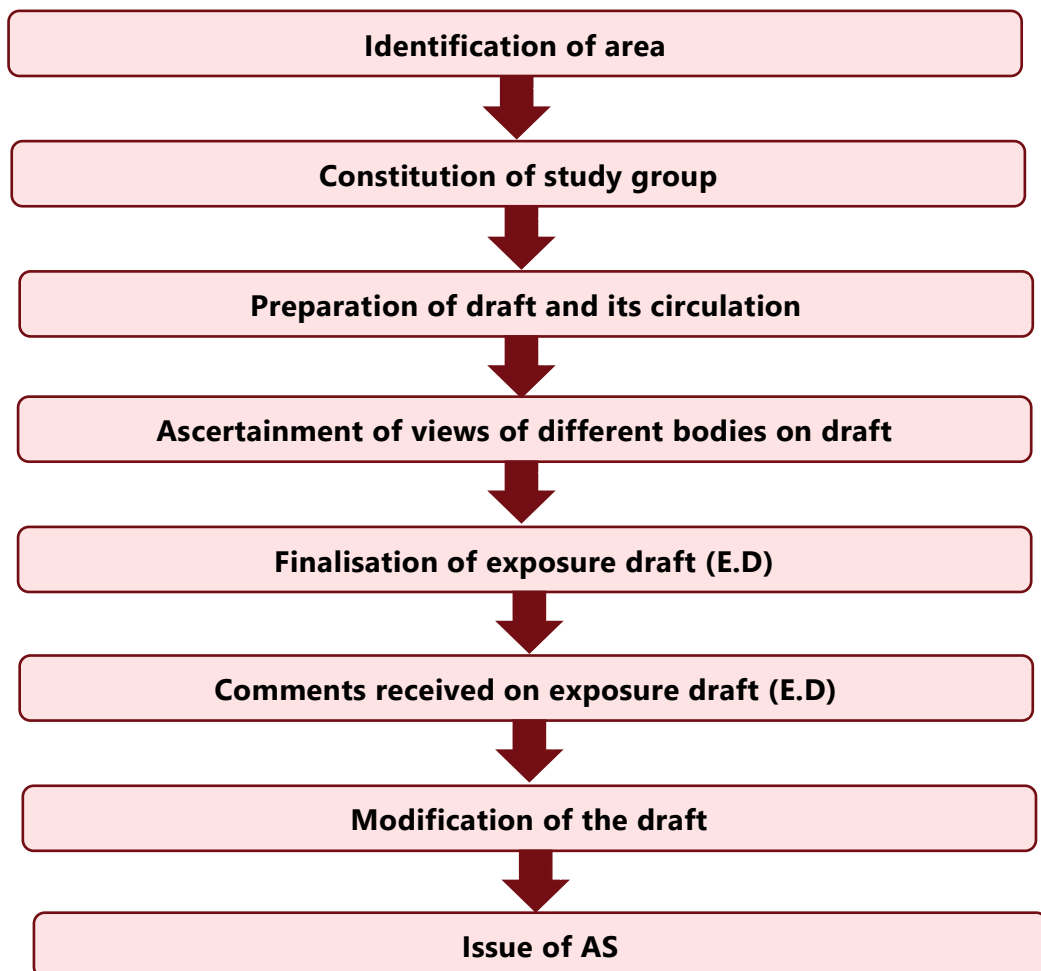 Identification of area
Constitution of study group
Preparation of draft and its circulation
Ascertainment of views of different bodies on draft
Finalisation of exposure draft (E.D)
Comments received on exposure draft (E.D)
Modification of the draft
Issue of AS